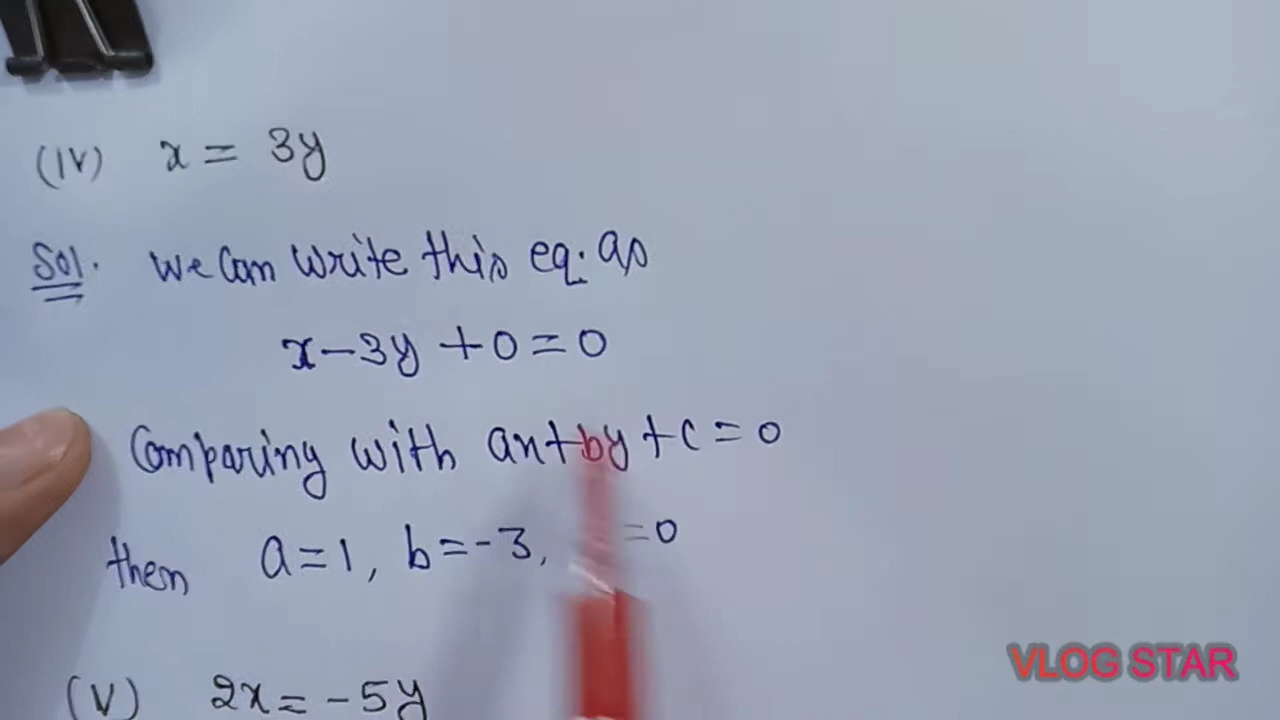 (IV) x = 3y
Sol. We Can write this eq. as
x - 3y + 0 = 0
Comparing with ax + by + c = 0
then a = 1, b = -3, = 0
(V) 2x = -5y
VLOG STAR